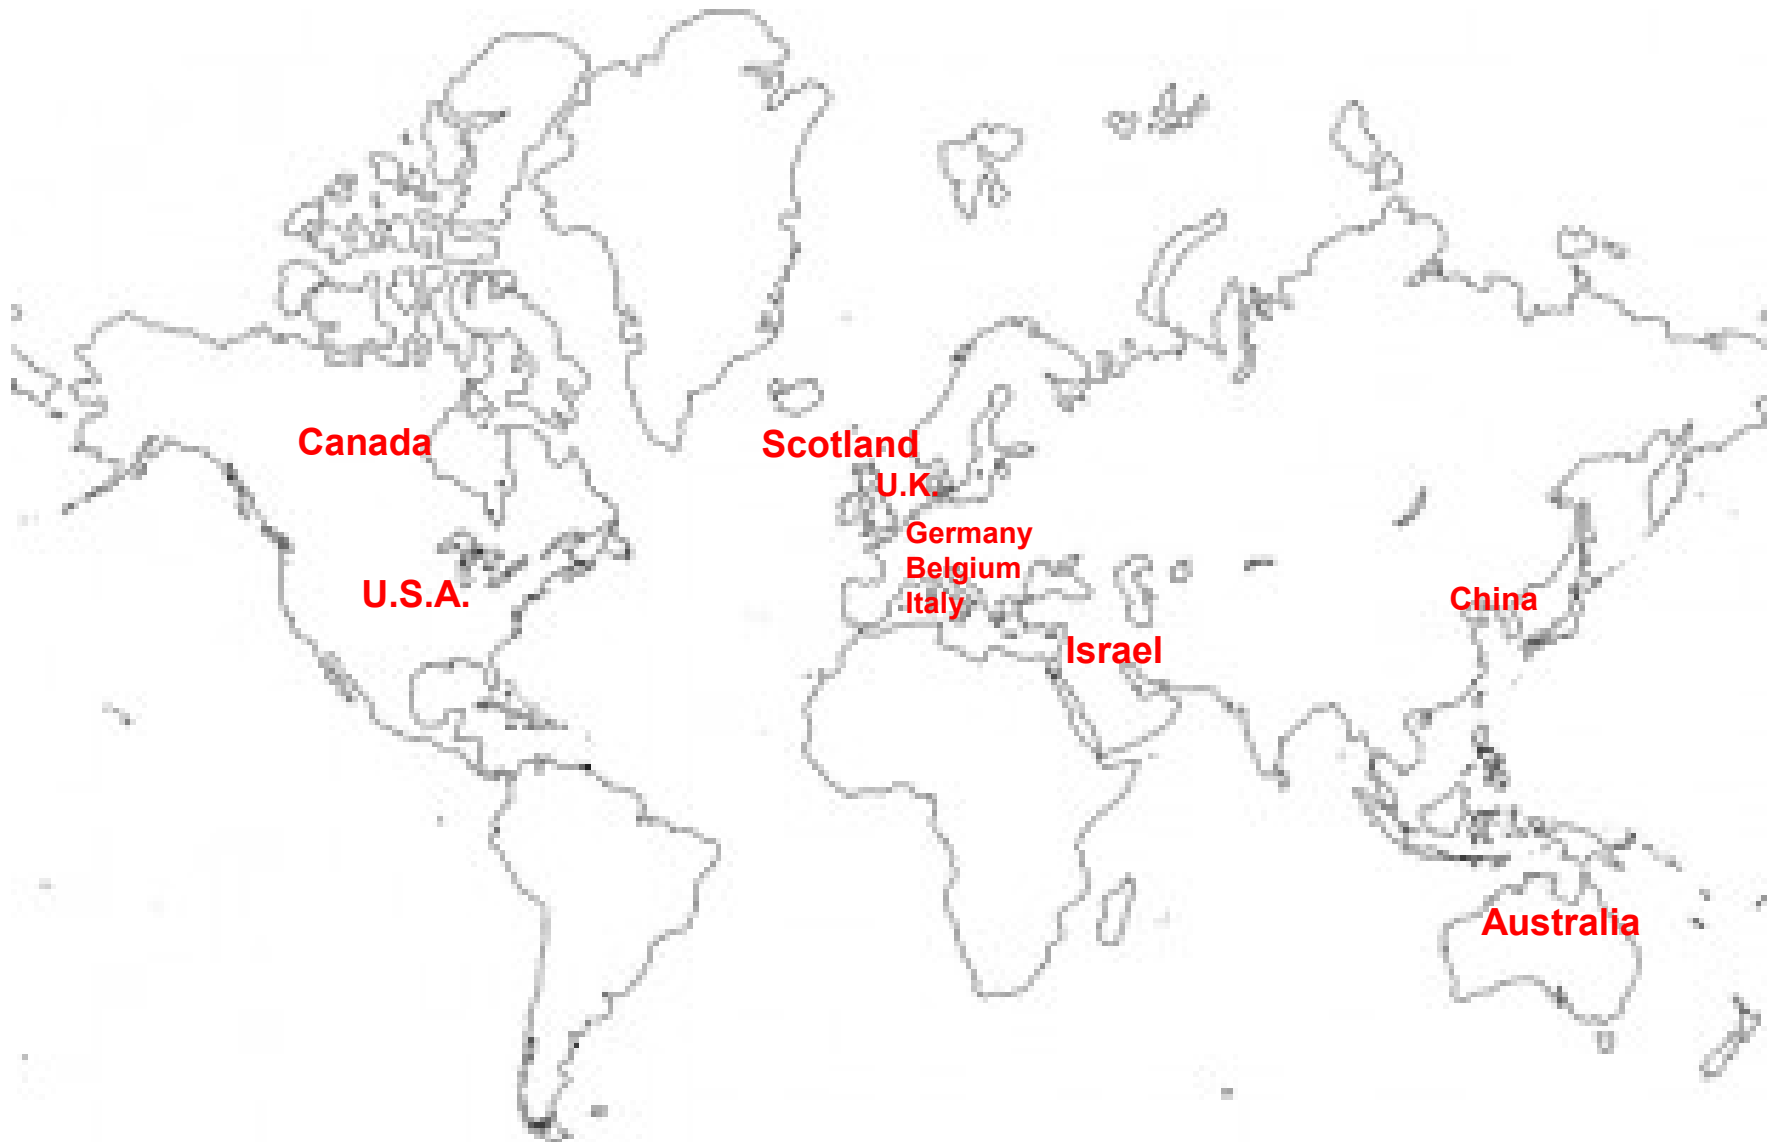 Canada
Scotland
U.K.
Germany
Belgium
Italy
U.S.A.
China
Israel
Australia